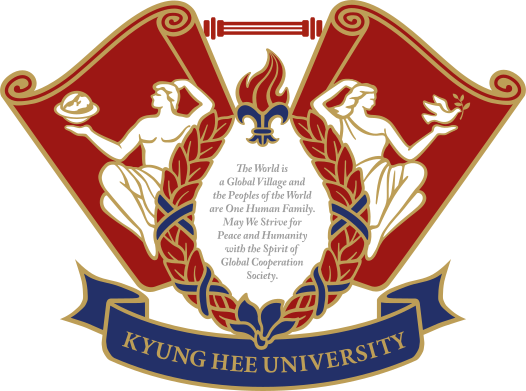 The World is
a Global Village and
the Peoples of the World
are One Human Family.
May We Strive for
Peace and Humanity
with the Spirit of
Global Cooperation
Society.
KYUNG HEE UNIVERSITY